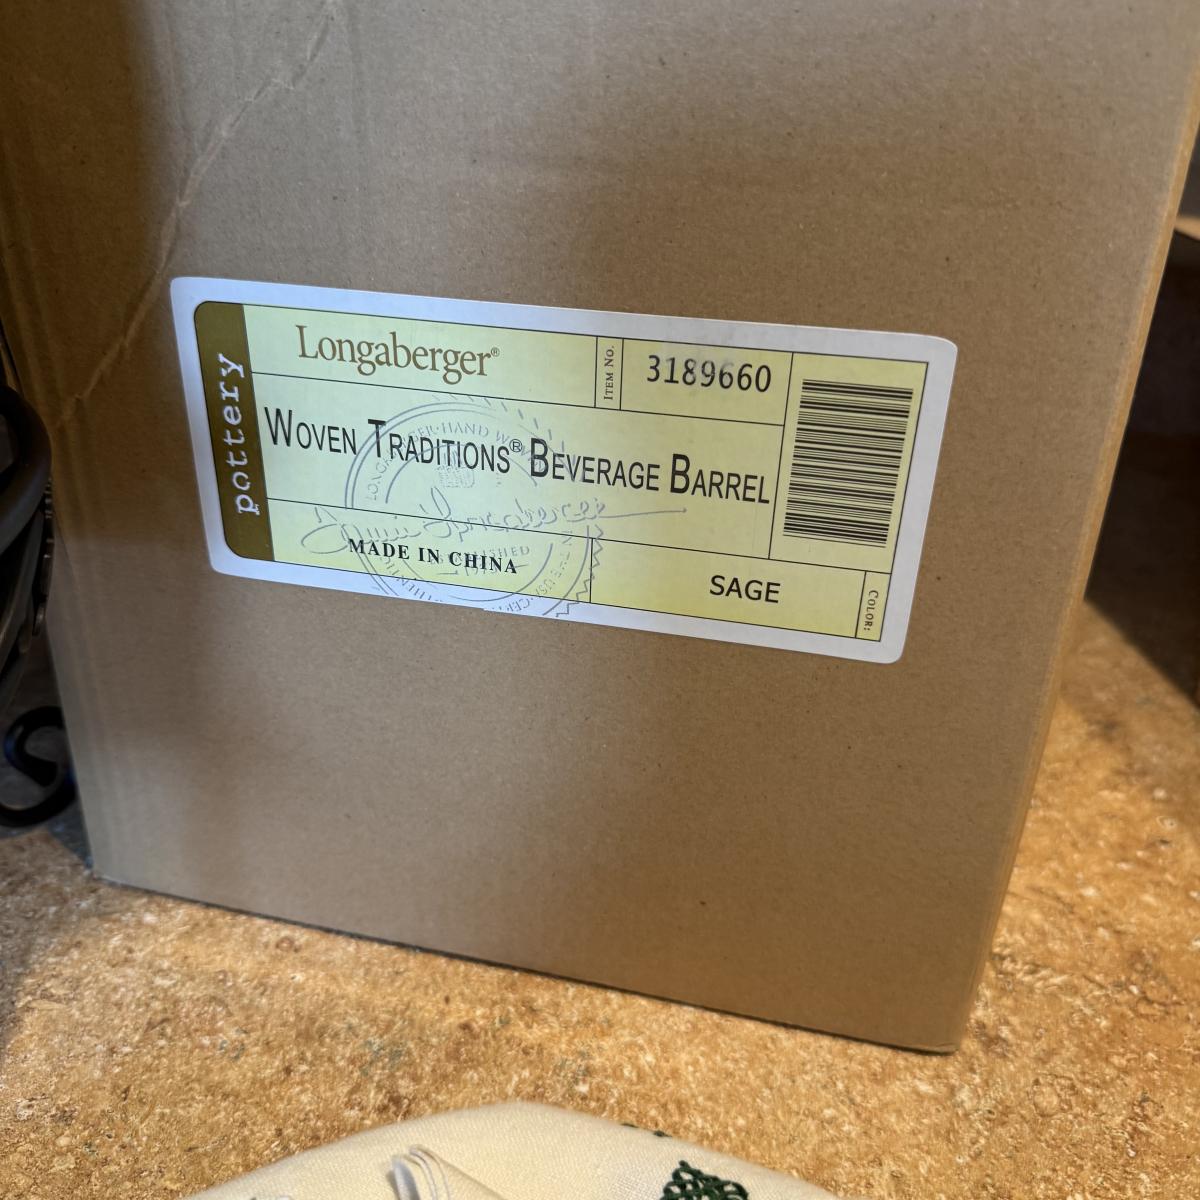 pottery
Longaberger®
ITEM NO.
3189660
WOVEN TRADITIONS® BEVERAGE BARREL
MADE IN CHINA
SAGE
COLOR: